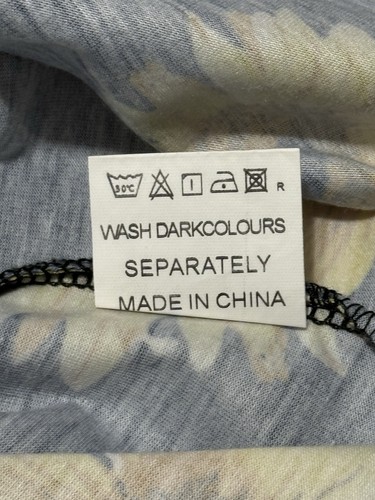 30°C R
WASH DARKCOLOURS
SEPARATELY
MADE IN CHINA